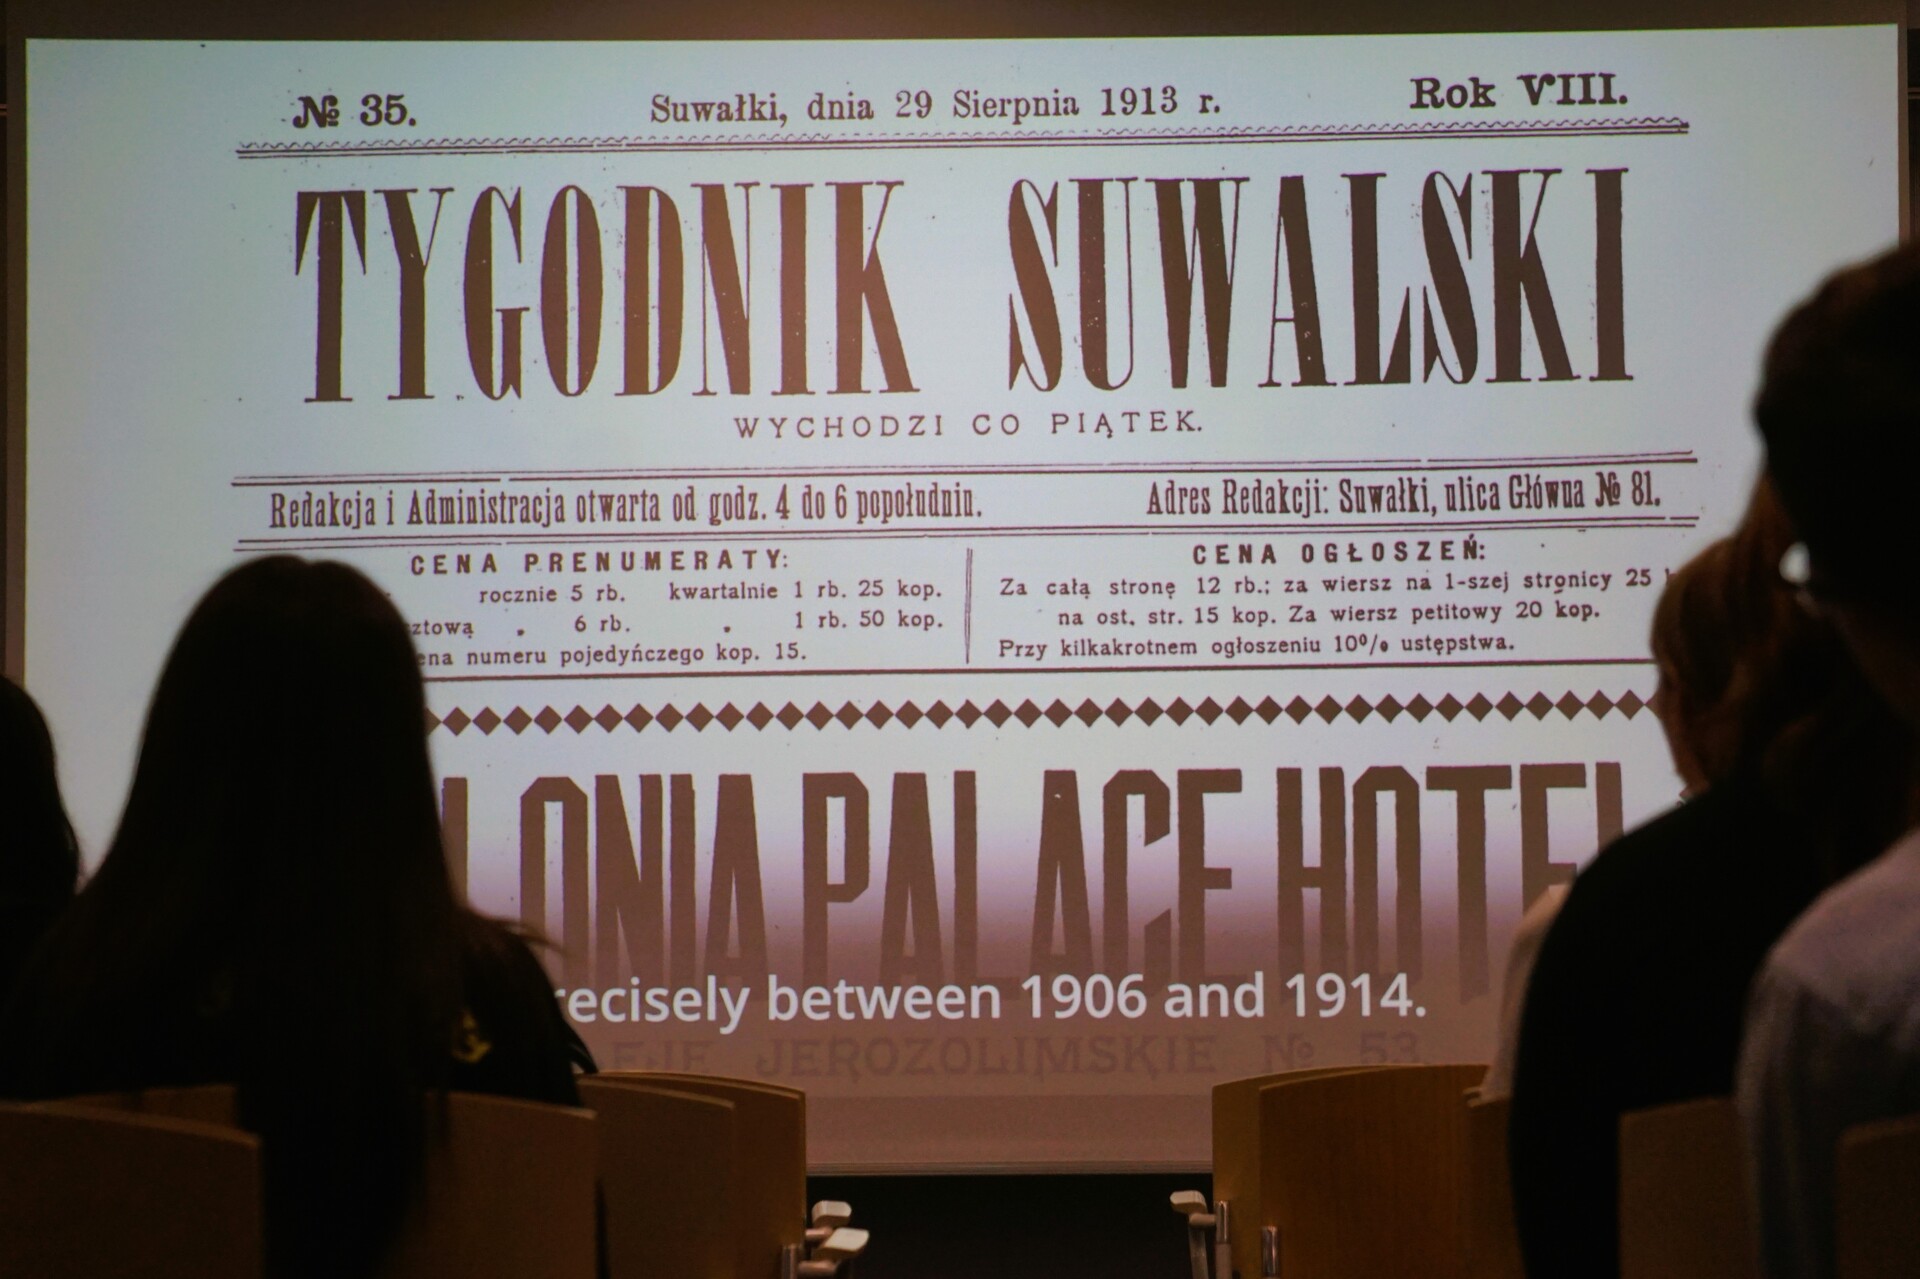 № 35. Suwałki, dnia 29 Sierpnia 1913 r. Rok VIII.
TYGODNIK SUWALSKI
WYCHODZI CO PIĄTEK.
Redakcja i Administracja otwarta od godz. 4 do 6 popołudnin. Adres Redakcji: Suwałki, ulica Główna № 81.
CENA PRENUMERATY:
rocznie 5 rb. kwartalnie 1 rb. 25 kop.
6 rb. 1 rb. 50 kop.
numeru pojedyńczego kop. 15.
CENA OGŁOSZEŃ:
Za całą stronę 12 rb.; za wiersz na 1-szej stronicy 25
na ost. str. 15 kop. Za wiersz petitowy 20 kop.
Przy kilkakrotnem ogłoszeniu 10% ustępstwa.
LONIA PALACE HOTEL
recisely between 1906 and 1914.
JEROZOLIMSKIE № 53.